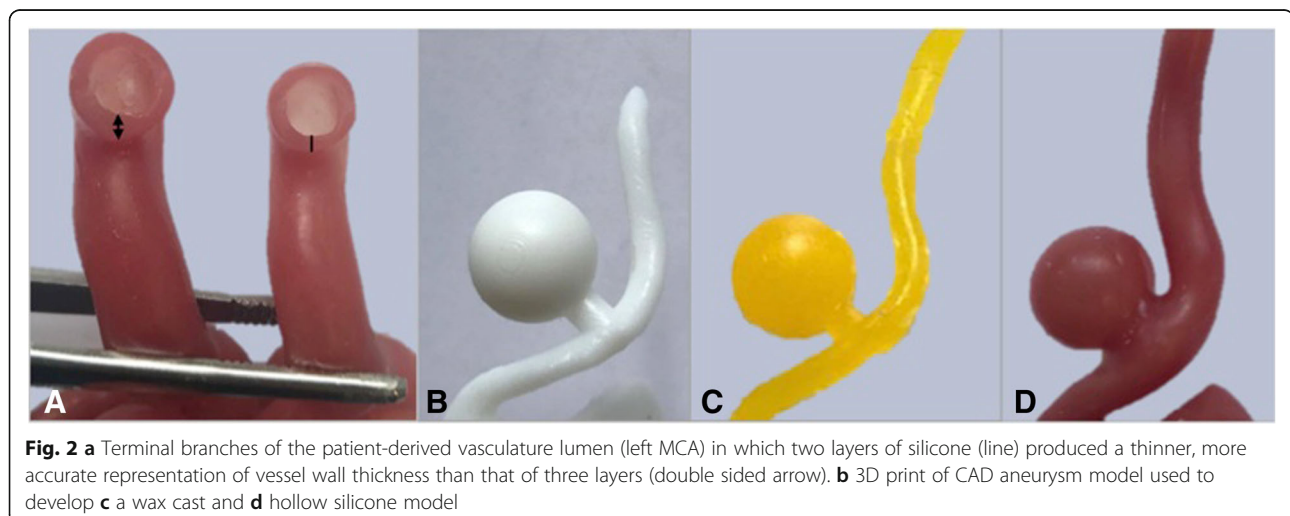 A
B
C
D
Fig. 2 a Terminal branches of the patient-derived vasculature lumen (left MCA) in which two layers of silicone (line) produced a thinner, more
accurate representation of vessel wall thickness than that of three layers (double sided arrow). b 3D print of CAD aneurysm model used to
develop c a wax cast and d hollow silicone model